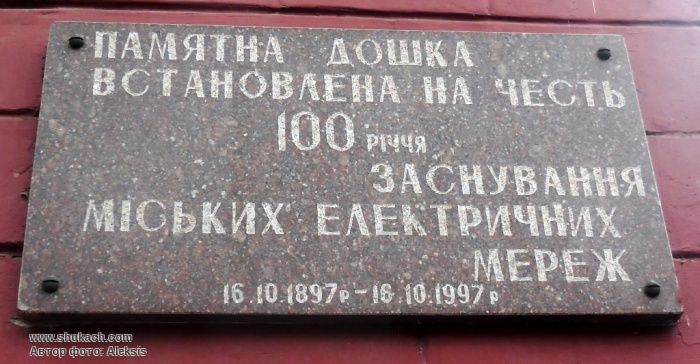 ПАМЯТНА ДОШКА
ВСТАНОВЛЕНА НА ЧЕСТЬ
100 РІЧЧЯ
ЗАСНУВАННЯ
МІСЬКИХ ЕЛЕКТРИЧНИХ
МЕРЕЖ
16.10.1897р – 16.10.1997р
www.shukach.com
Автор фото: Aleksis